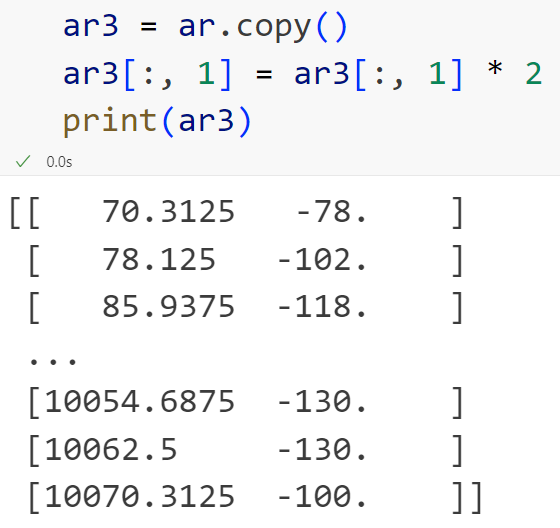 ar3 = ar.copy()
ar3[:, 1] = ar3[:, 1] * 2
print(ar3)
✓ 0.0s
[[   70.3125   -78.    ]
 [   78.125   -102.    ]
 [   85.9375  -118.    ]
 ...
 [10054.6875  -130.    ]
 [10062.5     -130.    ]
 [10070.3125  -100.    ]]